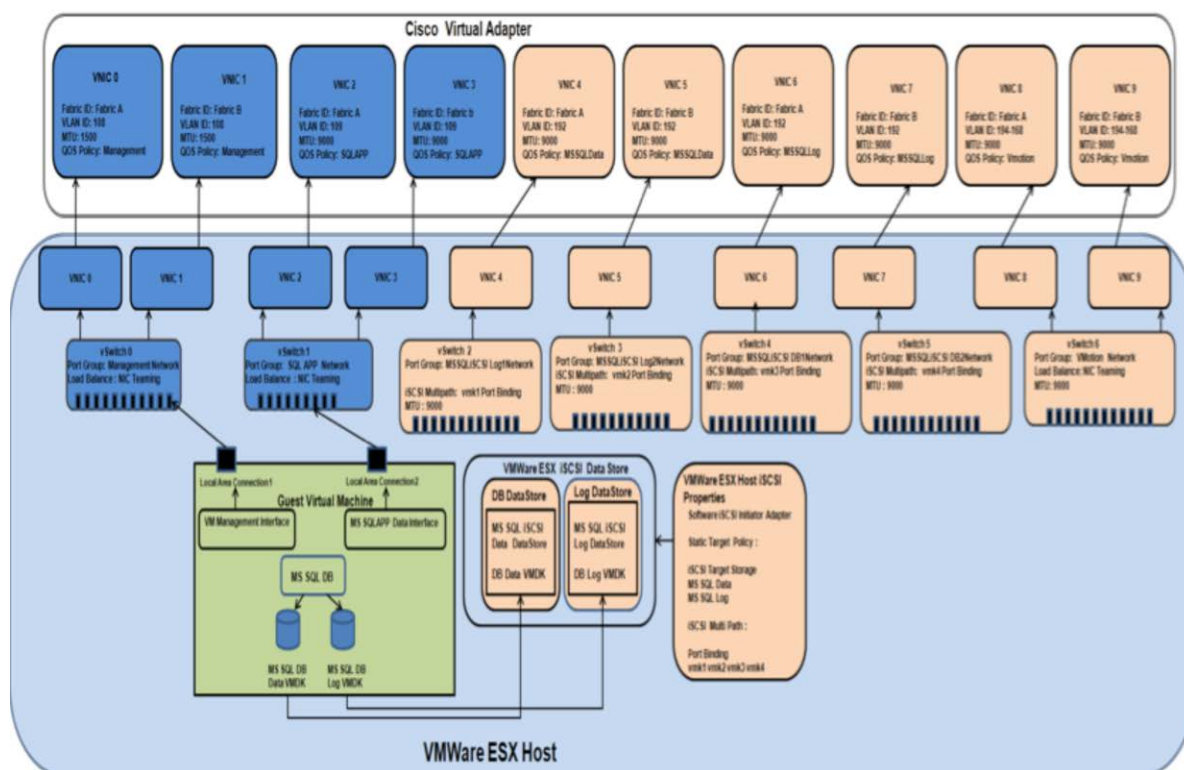 Cisco Virtual Adapter
VNIC 0
Fabric ID: Fabric A
VLAN ID: 108
MTU: 1500
QOS Policy: Management
VNIC 1
Fabric ID: Fabric B
VLAN ID: 108
MTU: 1500
QOS Policy: Management
VNIC 2
Fabric ID: Fabric A
VLAN ID: 109
MTU: 9000
QOS Policy: SQLAPP
VNIC 3
Fabric ID: Fabric b
VLAN ID: 109
MTU: 9000
QOS Policy: SQLAPP
VNIC 4
Fabric ID: Fabric A
VLAN ID: 192
MTU: 9000
QOS Policy: MSSQLData
VNIC 5
Fabric ID: Fabric B
VLAN ID: 192
MTU: 9000
QOS Policy: MSSQLData
VNIC 6
Fabric ID: Fabric A
VLAN ID: 192
MTU: 9000
QOS Policy: MSSQLLog
VNIC 7
Fabric ID: Fabric B
VLAN ID: 192
MTU: 9000
QOS Policy: MSSQLLog
VNIC 8
Fabric ID: Fabric A
VLAN ID: 194-168
MTU: 9000
QOS Policy: Vmotion
VNIC 9
Fabric ID: Fabric B
VLAN ID: 194-168
MTU: 9000
QOS Policy: Vmotion
VNIC 0
VNIC 1
VNIC 2
VNIC 3
VNIC 4
VNIC 5
VNIC 6
VNIC 7
VNIC 8
VNIC 9
vSwitch 0
Port Group: Management Network
Load Balance : NIC Teaming
vSwitch 1
Port Group: SQL APP Network
Load Balance : NIC Teaming
vSwitch 2
Port Group: MSSQLiSCSI Log1Network
iSCSI Multipath: vmk1 Port Binding
MTU : 9000
vSwitch 3
Port Group: MSSQLiSCSI Log2Network
iSCSI Multipath: vmk2 Port Binding
MTU : 9000
vSwitch 4
Port Group: MSSQLiSCSI DB1Network
iSCSI Multipath: vmk3 Port Binding
MTU : 9000
vSwitch 5
Port Group: MSSQLiSCSI DB2Network
iSCSI Multipath: vmk4 Port Binding
MTU : 9000
vSwitch 6
Port Group: VMotion Network
Load Balance: NIC Teaming
MTU: 9000
Local Area Connection1
Local Area Connection2
Guest Virtual Machine
VM Management Interface
MS SQLAPP Data Interface
MS SQL DB
MS SQL DB
Data VMDK
MS SQL DB
Log VMDK
VMWare ESX iSCSI Data Store
DB DataStore
MS SQL iSCSI
Data DataStore
DB Data VMDK
Log DataStore
MS SQL iSCSI
Log DataStore
DB Log VMDK
VMWare ESX Host iSCSI
Properties
Software iSCSI Initiator Adapter
Static Target Policy :
iSCSI Target Storage
MS SQL Data
MS SQL Log
iSCSI Multi Path :
Port Binding
vmk1 vmk2 vmk3 vmk4
VMWare ESX Host